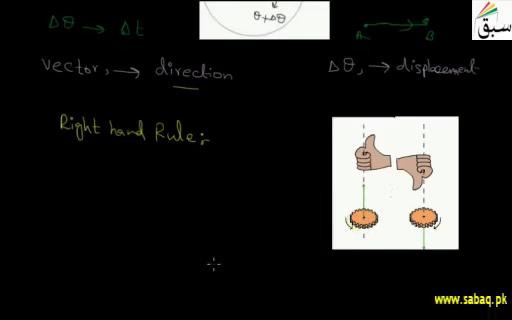 Δθ → Δt
θ+Δθ
A B
سبق
vector, → direction
Δθ, → displacement
Right hand Rule:
www.sabaq.pk